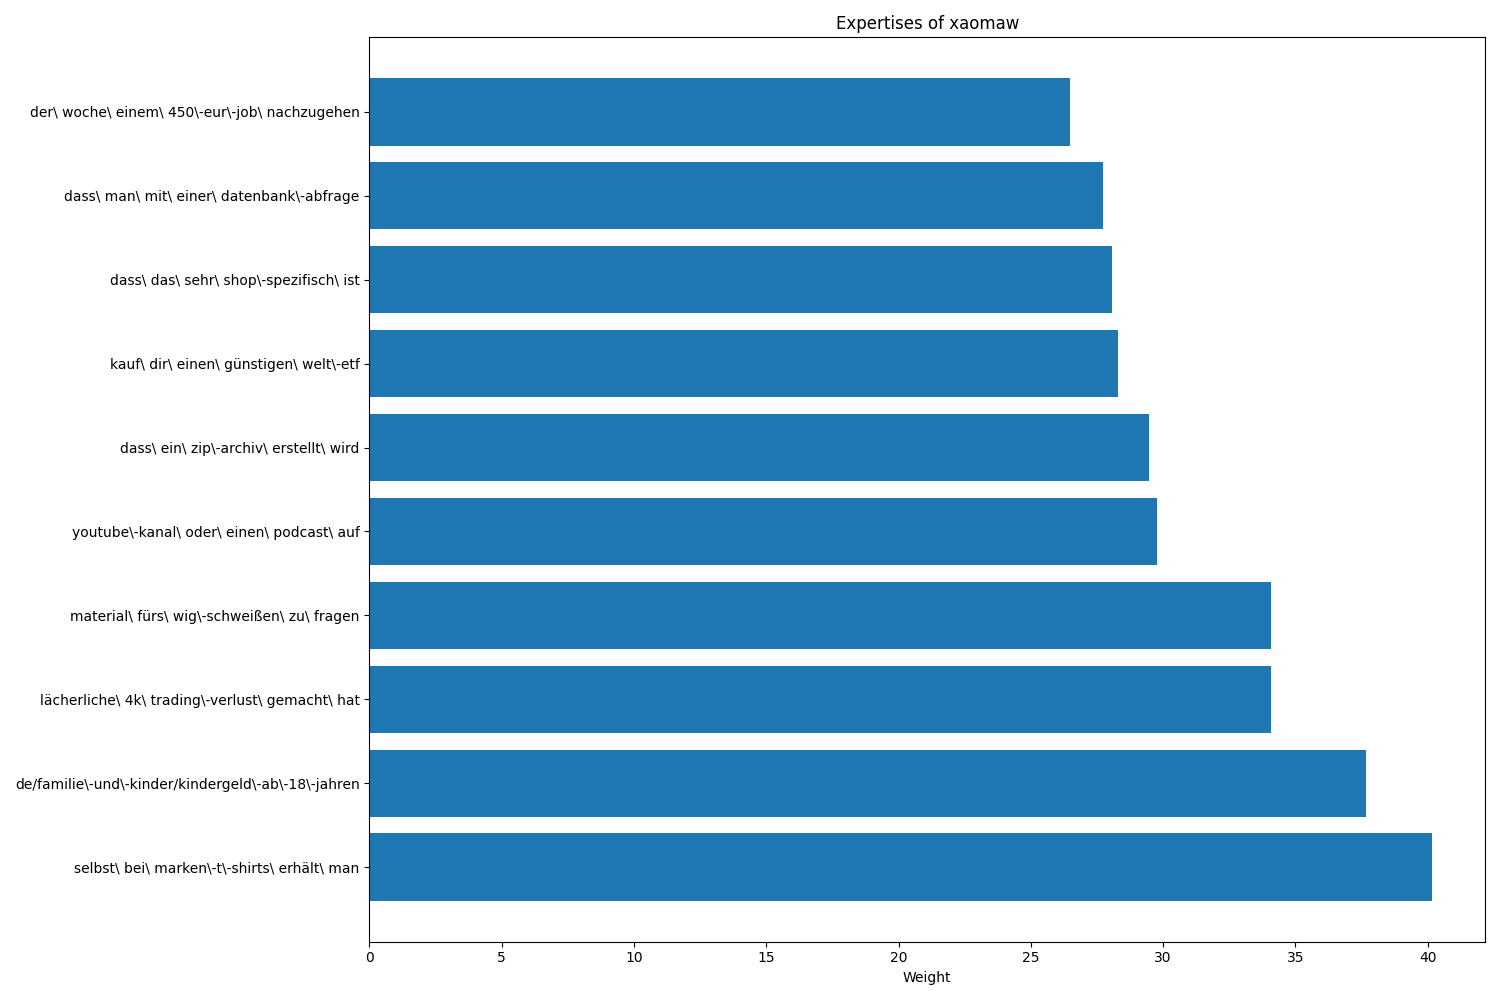 Expertises of xaomaw
der\ woche\ einem\ 450\-eur\-job\ nachzugehen
dass\ man\ mit\ einer\ datenbank\-abfrage
dass\ das\ sehr\ shop\-spezifisch\ ist
kauf\ dir\ einen\ günstigen\ welt\-etf
dass\ ein\ zip\-archiv\ erstellt\ wird
youtube\-kanal\ oder\ einen\ podcast\ auf
material\ fürs\ wig\-schweißen\ zu\ fragen
lächerliche\ 4k\ trading\-verlust\ gemacht\ hat
de/familie\-und\-kinder/kindergeld\-ab\-18\-jahren
selbst\ bei\ marken\-t\-shirts\ erhält\ man
0 5 10 15 20 25 30 35 40
Weight